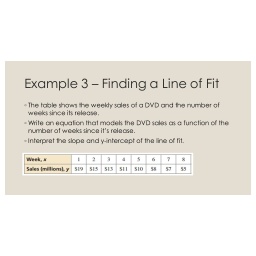 Example 3 – Finding a Line of Fit
- The table shows the weekly sales of a DVD and the number of
weeks since its release.
- Write an equation that models the DVD sales as a function of the
number of weeks since it's release.
- Interpret the slope and y-intercept of the line of fit.
Week, x 1 2 3 4 5 6 7 8
Sales (millions), y $19 $15 $13 $11 $10 $8 $7 $5